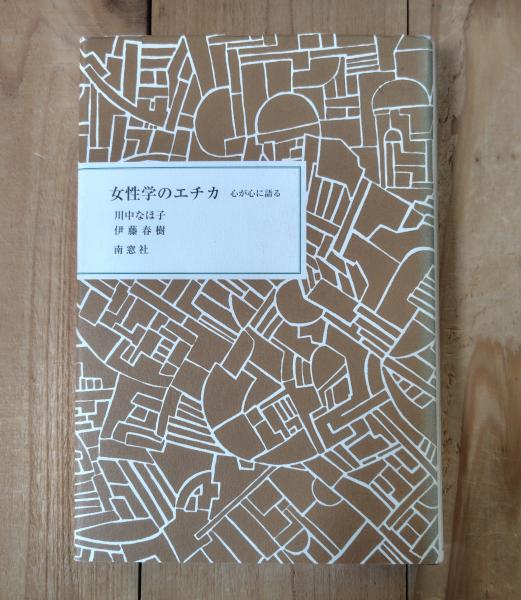 女性学のエチカ 心が心に語る
川中なほ子
伊藤春樹
南窓社